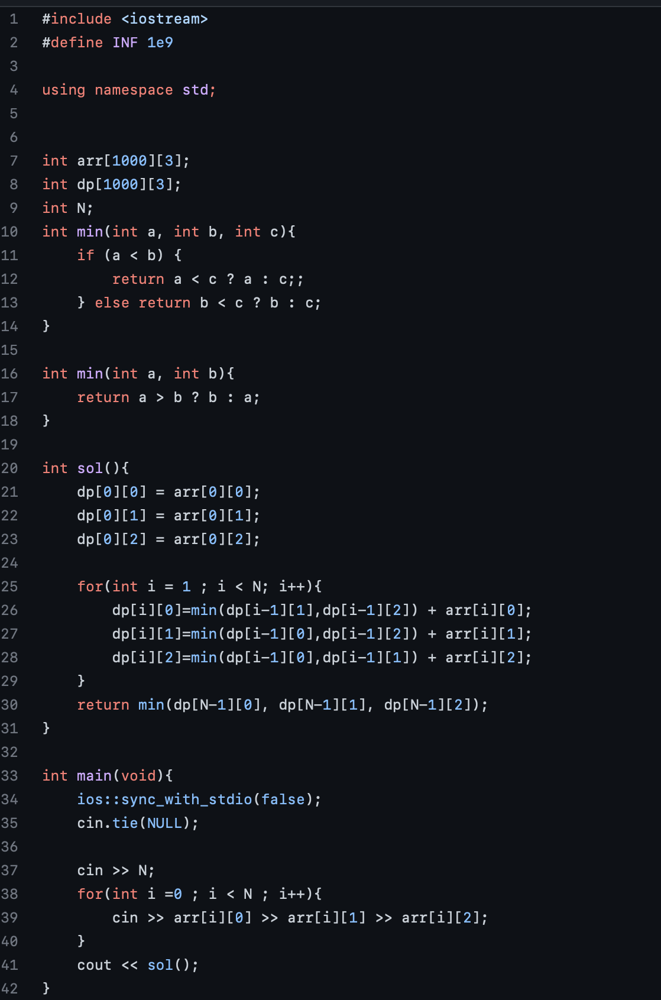 1 #include <iostream>
2 #define INF 1e9
3
4 using namespace std;
5
6
7 int arr[1000][3];
8 int dp[1000][3];
9 int N;
10 int min(int a, int b, int c){
11     if (a < b) {
12         return a < c ? a : c;;
13     } else return b < c ? b : c;
14 }
15
16 int min(int a, int b){
17     return a > b ? b : a;
18 }
19
20 int sol(){
21     dp[0][0] = arr[0][0];
22     dp[0][1] = arr[0][1];
23     dp[0][2] = arr[0][2];
24
25     for(int i = 1 ; i < N; i++){
26         dp[i][0]=min(dp[i-1][1],dp[i-1][2]) + arr[i][0];
27         dp[i][1]=min(dp[i-1][0],dp[i-1][2]) + arr[i][1];
28         dp[i][2]=min(dp[i-1][0],dp[i-1][1]) + arr[i][2];
29     }
30     return min(dp[N-1][0], dp[N-1][1], dp[N-1][2]);
31 }
32
33 int main(void){
34     ios::sync_with_stdio(false);
35     cin.tie(NULL);
36
37     cin >> N;
38     for(int i =0 ; i < N ; i++){
39         cin >> arr[i][0] >> arr[i][1] >> arr[i][2];
40     }
41     cout << sol();
42 }